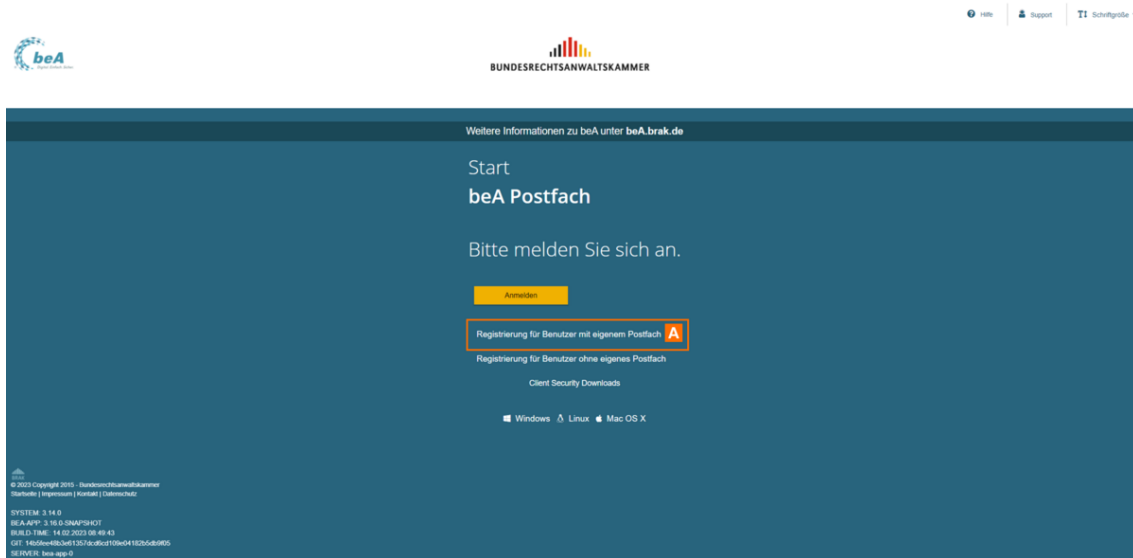 Hilfe
Support
Schriftgröße
beA
BUNDESRECHTSANWALTSKAMMER
Weitere Informationen zu beA unter beA.brak.de
Start
beA Postfach
Bitte melden Sie sich an.
Anmelden
Registrierung für Benutzer mit eigenem Postfach A
Registrierung für Benutzer ohne eigenes Postfach
Client Security Downloads
Windows Linux Mac OS X
BRAK
© 2023 Copyright 2015 - Bundesrechtsanwaltskammer
Startseite | Impressum | Kontakt | Datenschutz
SYSTEM: 3.14.0
BEA-APP: 3.16.0-SNAPSHOT
BUILD-TIME: 14.02.2023 08:49:43
SERVER: bea-app-0